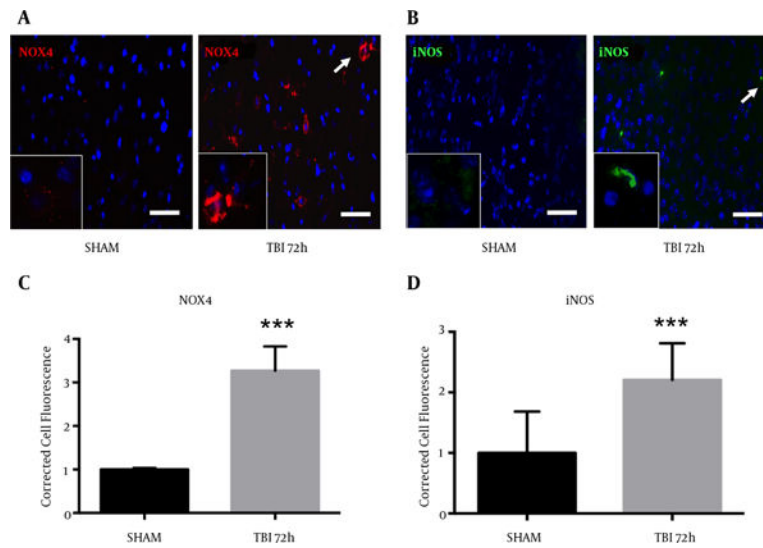 A
B
NOX4
NOX4
iNOS
iNOS
SHAM
TBI 72h
SHAM
TBI 72h
C
D
NOX4
iNOS
***
***
Corrected Cell Fluorescence
4
3
2
1
0
Corrected Cell Fluorescence
3
2
1
0
SHAM
TBI 72h
SHAM
TBI 72h